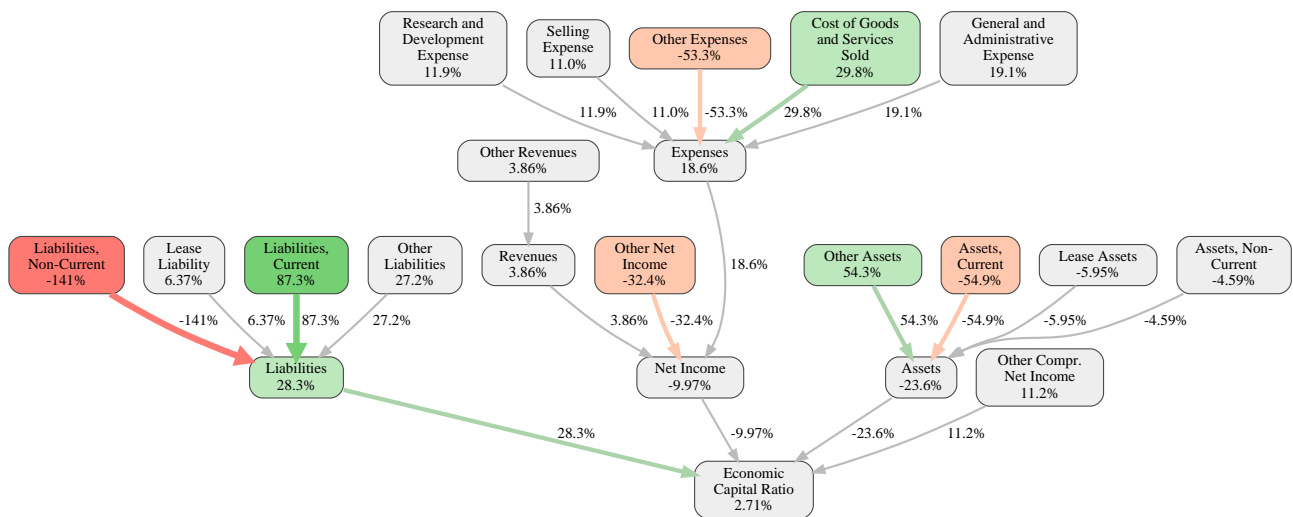 Research and
Development
Expense
11.9%
Selling
Expense
11.0%
Other Expenses
-53.3%
Cost of Goods
and Services
Sold
29.8%
General and
Administrative
Expense
19.1%
11.9%
11.0%
-53.3%
29.8%
19.1%
Other Revenues
3.86%
Expenses
18.6%
3.86%
18.6%
Liabilities,
Non-Current
-141%
Lease
Liability
6.37%
Liabilities,
Current
87.3%
Other
Liabilities
27.2%
Revenues
3.86%
Other Net
Income
-32.4%
Other Assets
54.3%
Assets,
Current
-54.9%
Lease Assets
-5.95%
Assets, Non-
Current
-4.59%
-141%
6.37%
87.3%
27.2%
3.86%
-32.4%
54.3%
-54.9%
-5.95%
-4.59%
Liabilities
28.3%
Net Income
-9.97%
Assets
-23.6%
Other Compr.
Net Income
11.2%
28.3%
-9.97%
-23.6%
11.2%
Economic
Capital Ratio
2.71%